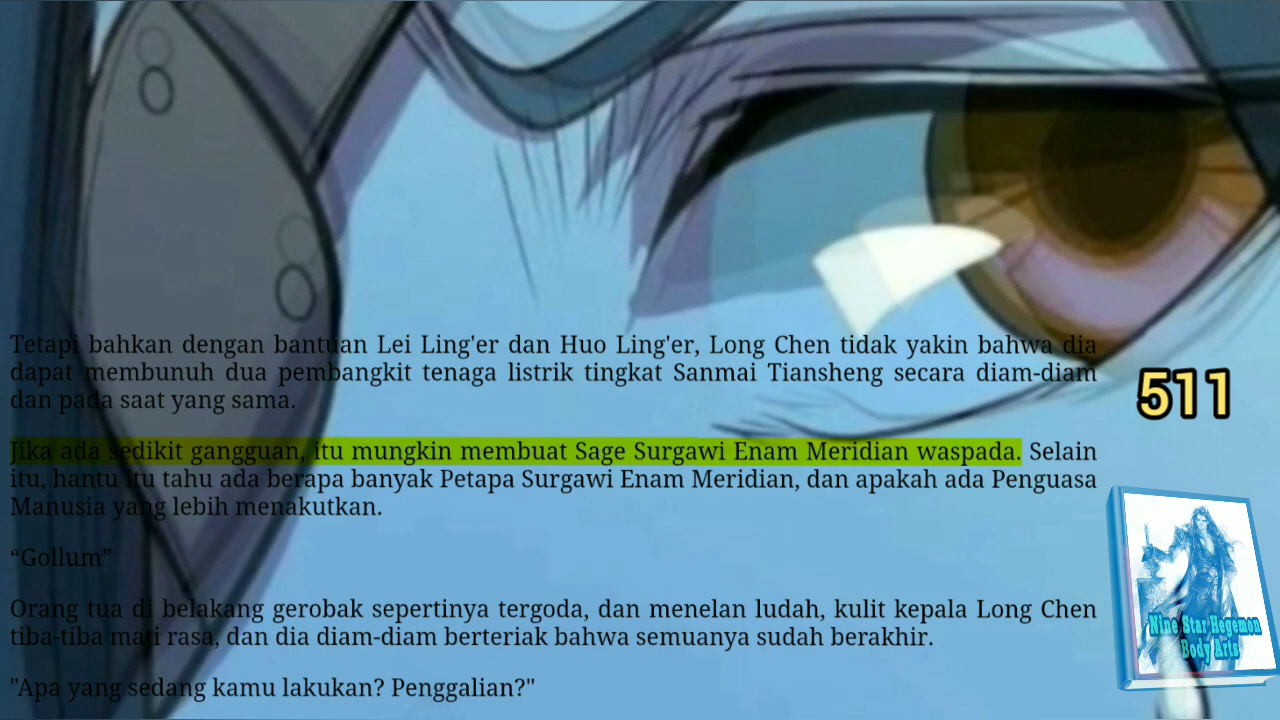 Tetapi bahkan dengan bantuan Lei Ling'er dan Huo Ling'er, Long Chen tidak yakin bahwa dia
dapat membunuh dua pembangkit tenaga listrik tingkat Sanmai Tiansheng secara diam-diam
dan pada saat yang sama.
511
Jika ada sedikit gangguan, itu mungkin membuat Sage Surgawi Enam Meridian waspada. Selain
itu, hantu itu tahu ada berapa banyak Petapa Surgawi Enam Meridian, dan apakah ada Penguasa
Manusia yang lebih menakutkan.
“Gollum”
Orang tua di belakang gerobak sepertinya tergoda, dan menelan ludah, kulit kepala Long Chen
tiba-tiba mati rasa, dan dia diam-diam berteriak bahwa semuanya sudah berakhir.
"Apa yang sedang kamu lakukan? Penggalian?"
Nine Star Hegemon
Body Arts